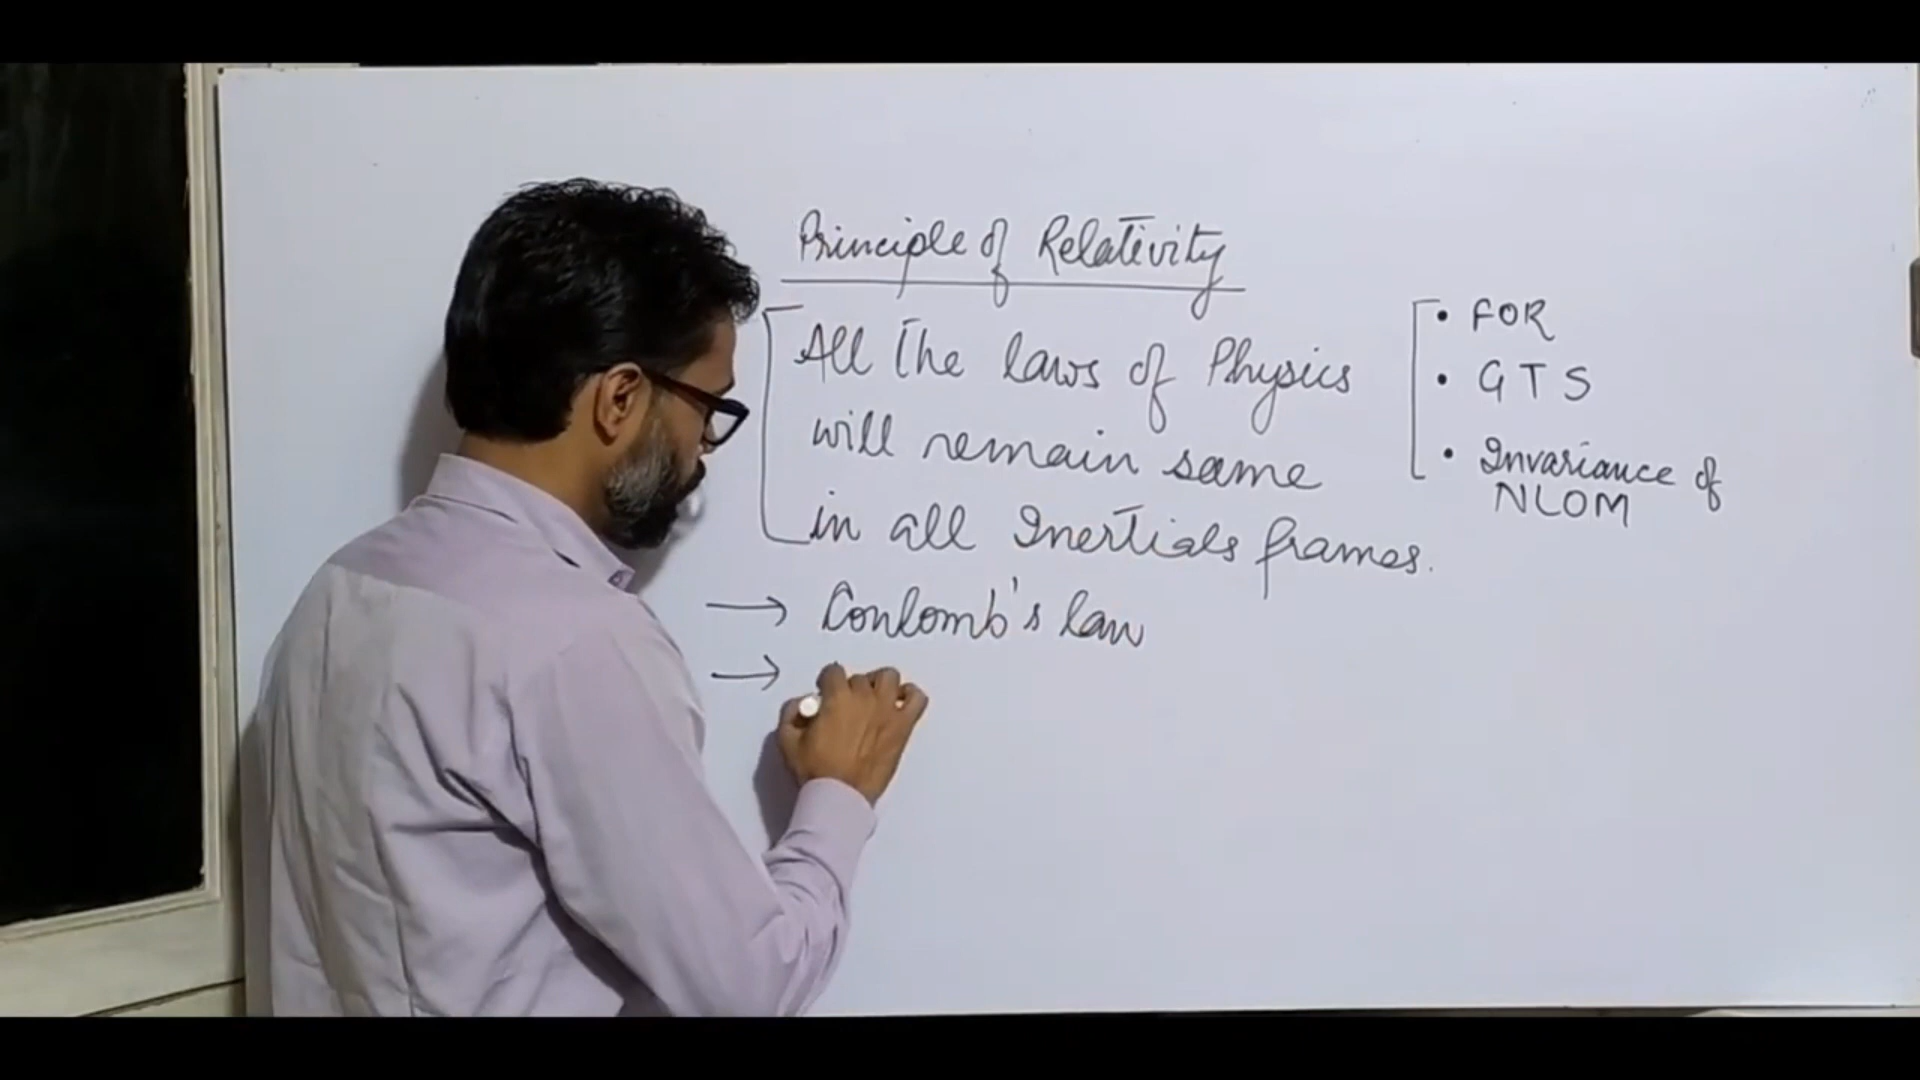 Principle of Relativity
All the laws of Physics
will remain same
in all Inertials frames.
→ Coulomb's law
→
• FOR
• GTS
• Invariance of
NLOM